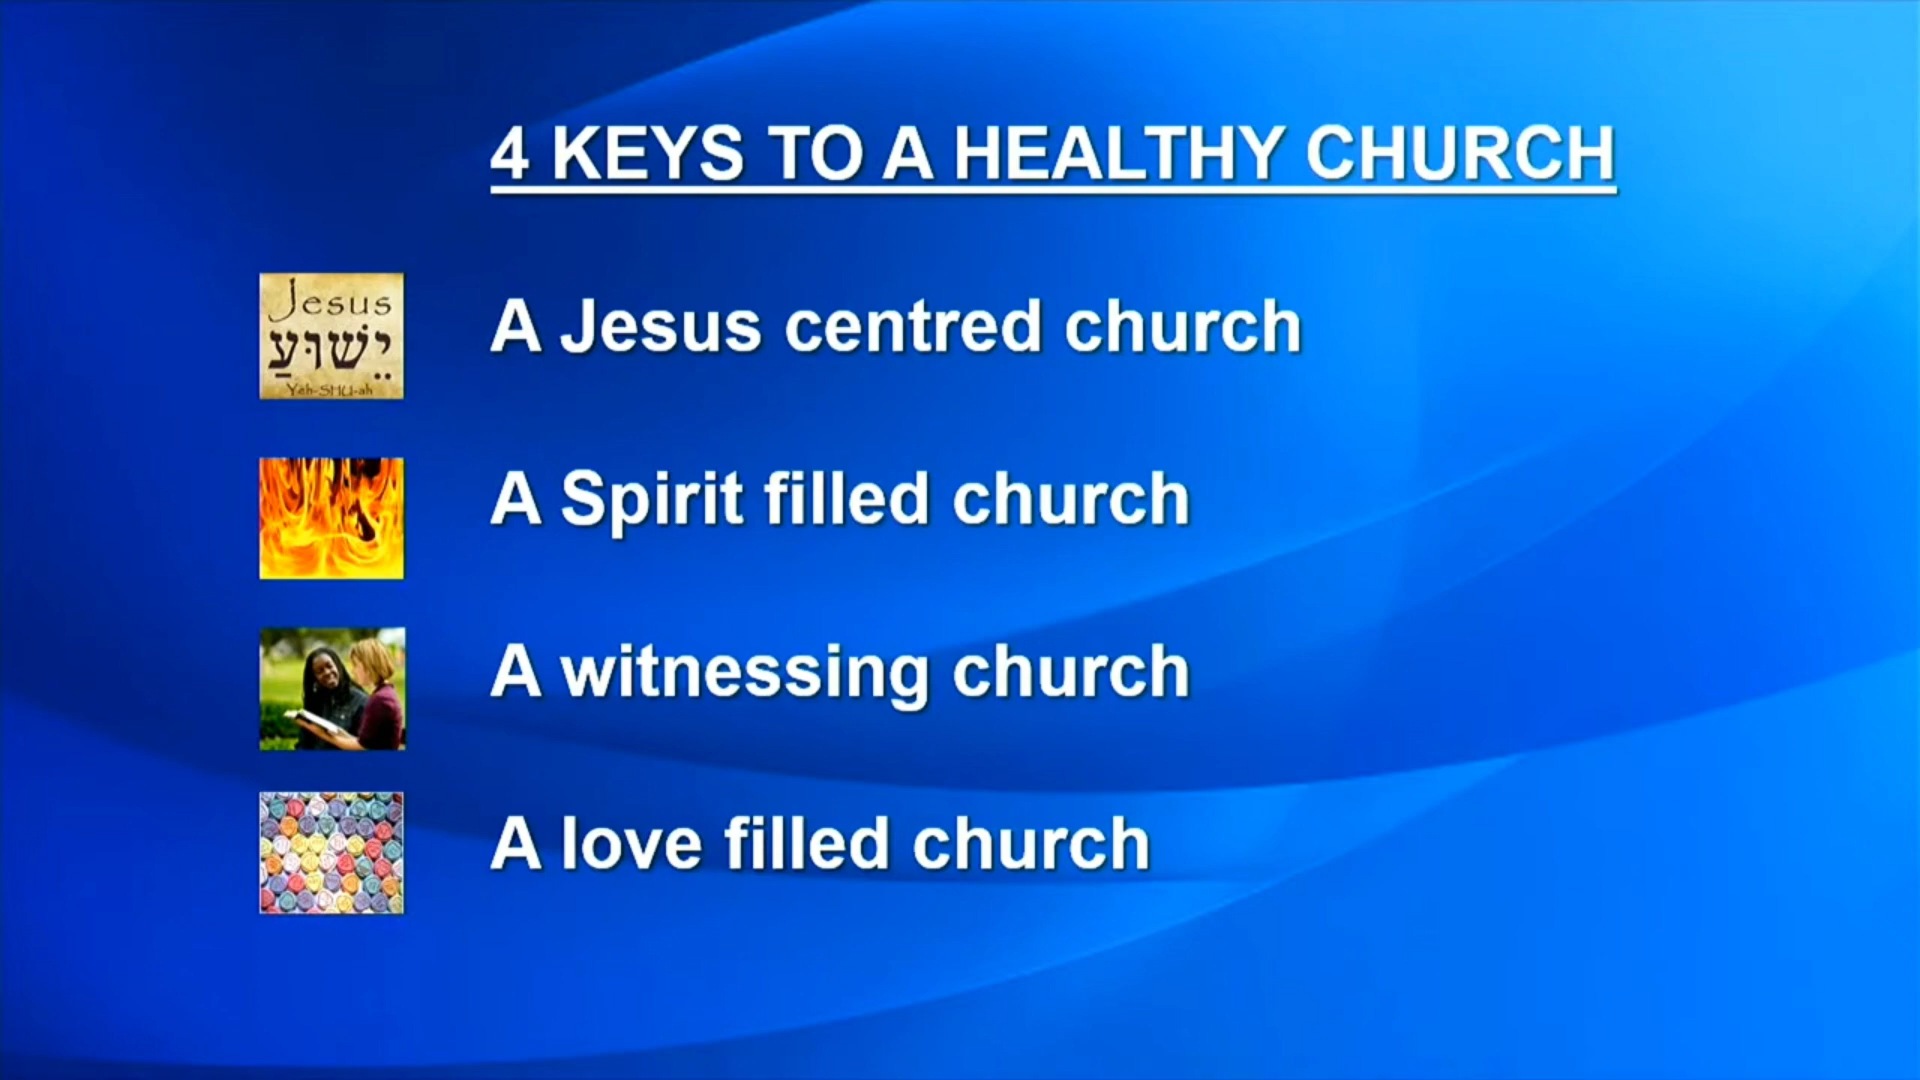 4 KEYS TO A HEALTHY CHURCH
Jesus
יֵשׁוּעַ
Yeh-SHU-ah
A Jesus centred church
A Spirit filled church
A witnessing church
A love filled church